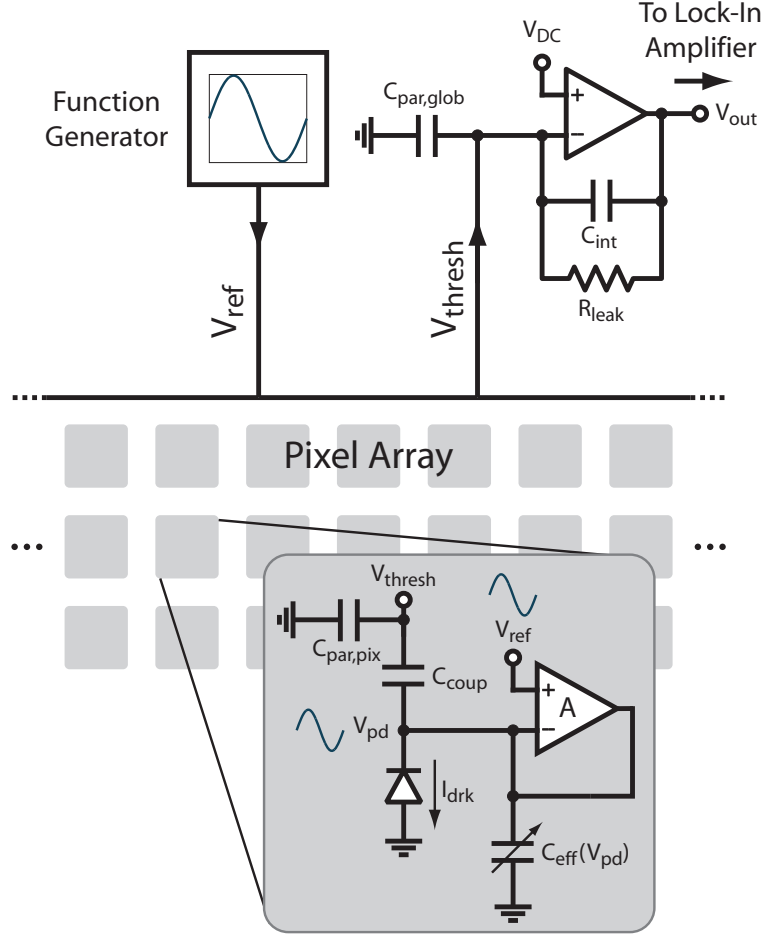 To Lock-In
Amplifier
Function
Generator
V_DC
C_par,glob
+
−
V_out
C_int
R_leak
V_ref
V_thresh
Pixel Array
V_thresh
C_par,pix
V_ref
C_coup
+
A
−
V_pd
I_drk
C_eff(V_pd)